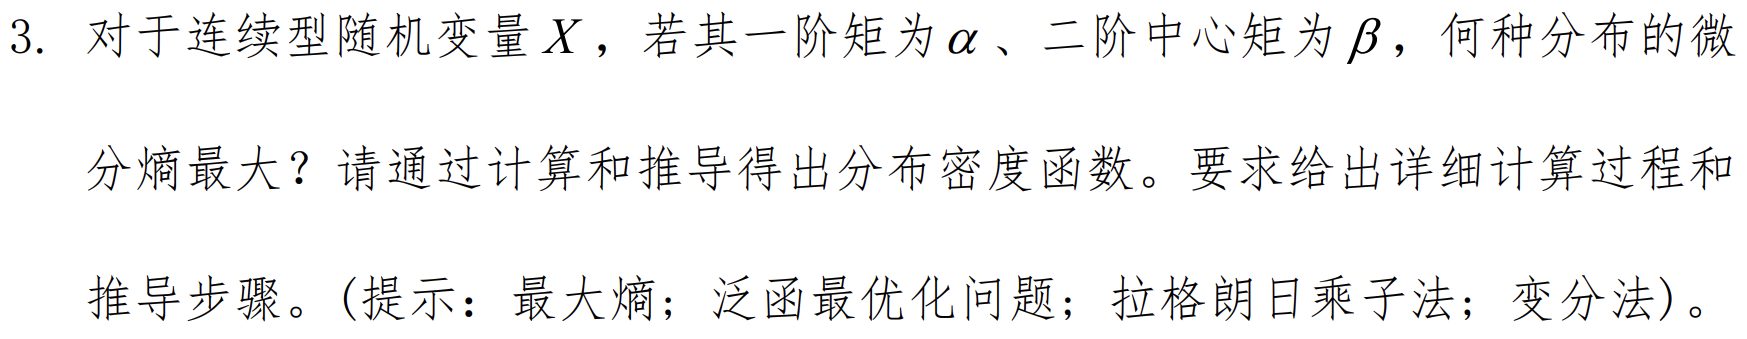 3. 对于连续型随机变量 X ，若其一阶矩为 α 、二阶中心矩为 β ，何种分布的微
分熵最大？请通过计算和推导得出分布密度函数。要求给出详细计算过程和
推导步骤。(提示：最大熵；泛函最优化问题；拉格朗日乘子法；变分法)。